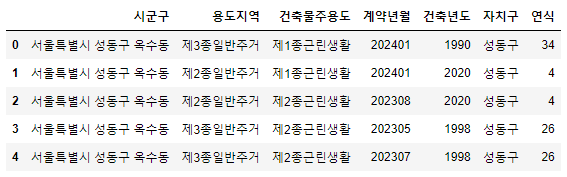 시군구 용도지역 건축물주용도 계약년월 건축년도 자치구 연식
0 서울특별시 성동구 옥수동 제3종일반주거 제1종근린생활 202401 1990 성동구 34
1 서울특별시 성동구 옥수동 제2종일반주거 제1종근린생활 202401 2020 성동구 4
2 서울특별시 성동구 옥수동 제2종일반주거 제2종근린생활 202308 2020 성동구 4
3 서울특별시 성동구 옥수동 제3종일반주거 제2종근린생활 202305 1998 성동구 26
4 서울특별시 성동구 옥수동 제3종일반주거 제2종근린생활 202307 1998 성동구 26